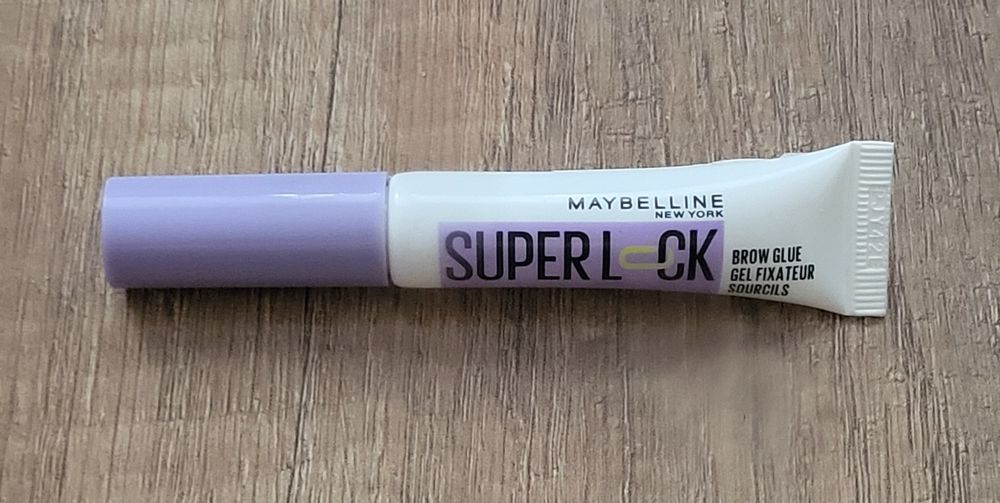 MAYBELLINE
NEW YORK
SUPER LOCK
BROW GLUE
GEL FIXATEUR
SOURCILS